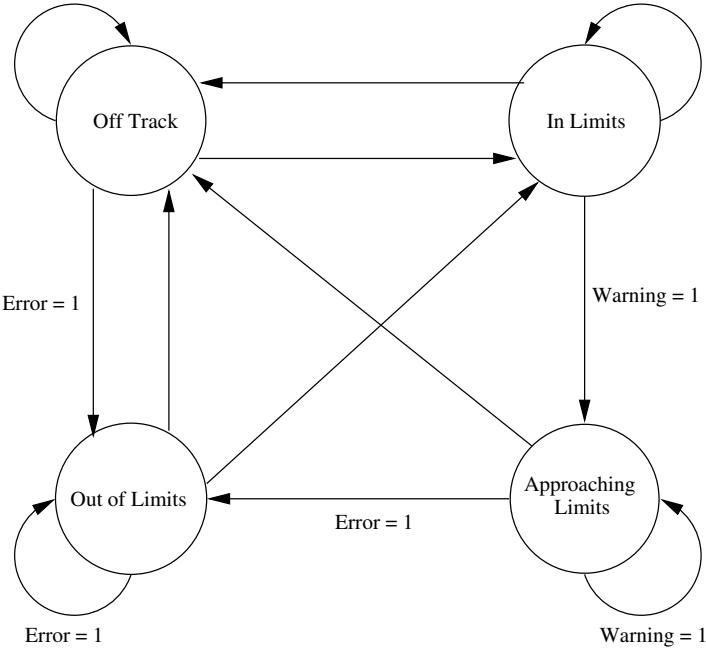 Off Track
In Limits
Error = 1
Warning = 1
Out of Limits
Approaching
Limits
Error = 1
Error = 1
Warning = 1